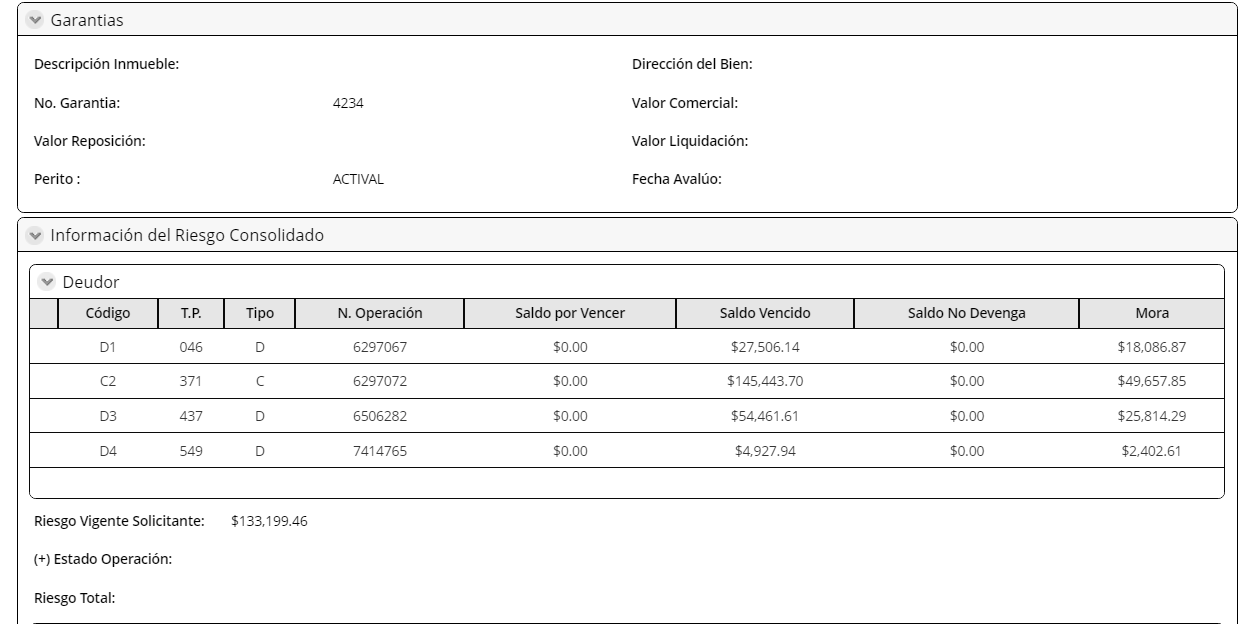 Garantias
Descripción Inmueble: Dirección del Bien:
No. Garantia: 4234 Valor Comercial:
Valor Reposición: Valor Liquidación:
Perito : ACTIVAL Fecha Avalúo:
Información del Riesgo Consolidado
Deudor
Código T.P. Tipo N. Operación Saldo por Vencer Saldo Vencido Saldo No Devenga Mora
D1 046 D 6297067 $0.00 $27,506.14 $0.00 $18,086.87
C2 371 C 6297072 $0.00 $145,443.70 $0.00 $49,657.85
D3 437 D 6506282 $0.00 $54,461.61 $0.00 $25,814.29
D4 549 D 7414765 $0.00 $4,927.94 $0.00 $2,402.61
Riesgo Vigente Solicitante: $133,199.46
(+) Estado Operación:
Riesgo Total: